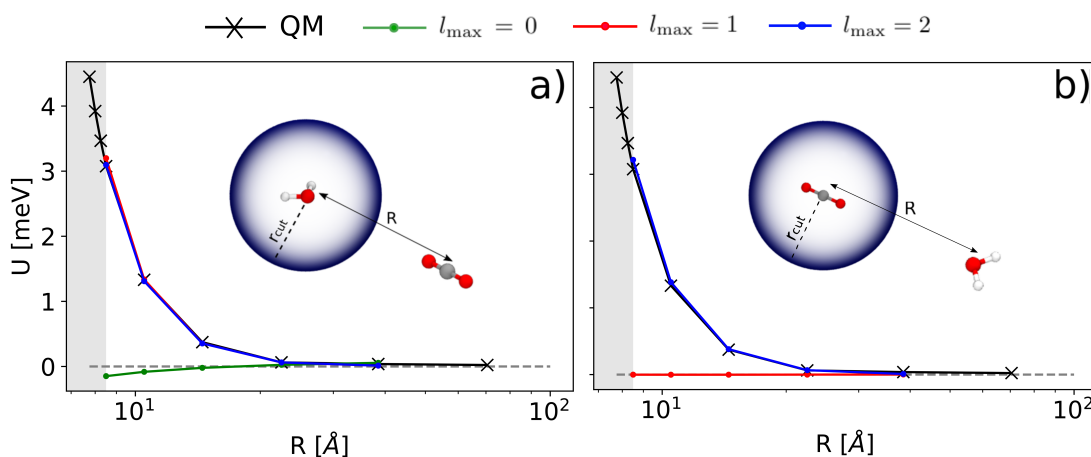 QM l_max = 0 l_max = 1 l_max = 2
a)
b)
U [meV]
4
3
2
1
0
r_cut
R
r_cut
R
10^1 10^2
10^1 10^2
R [Å]
R [Å]